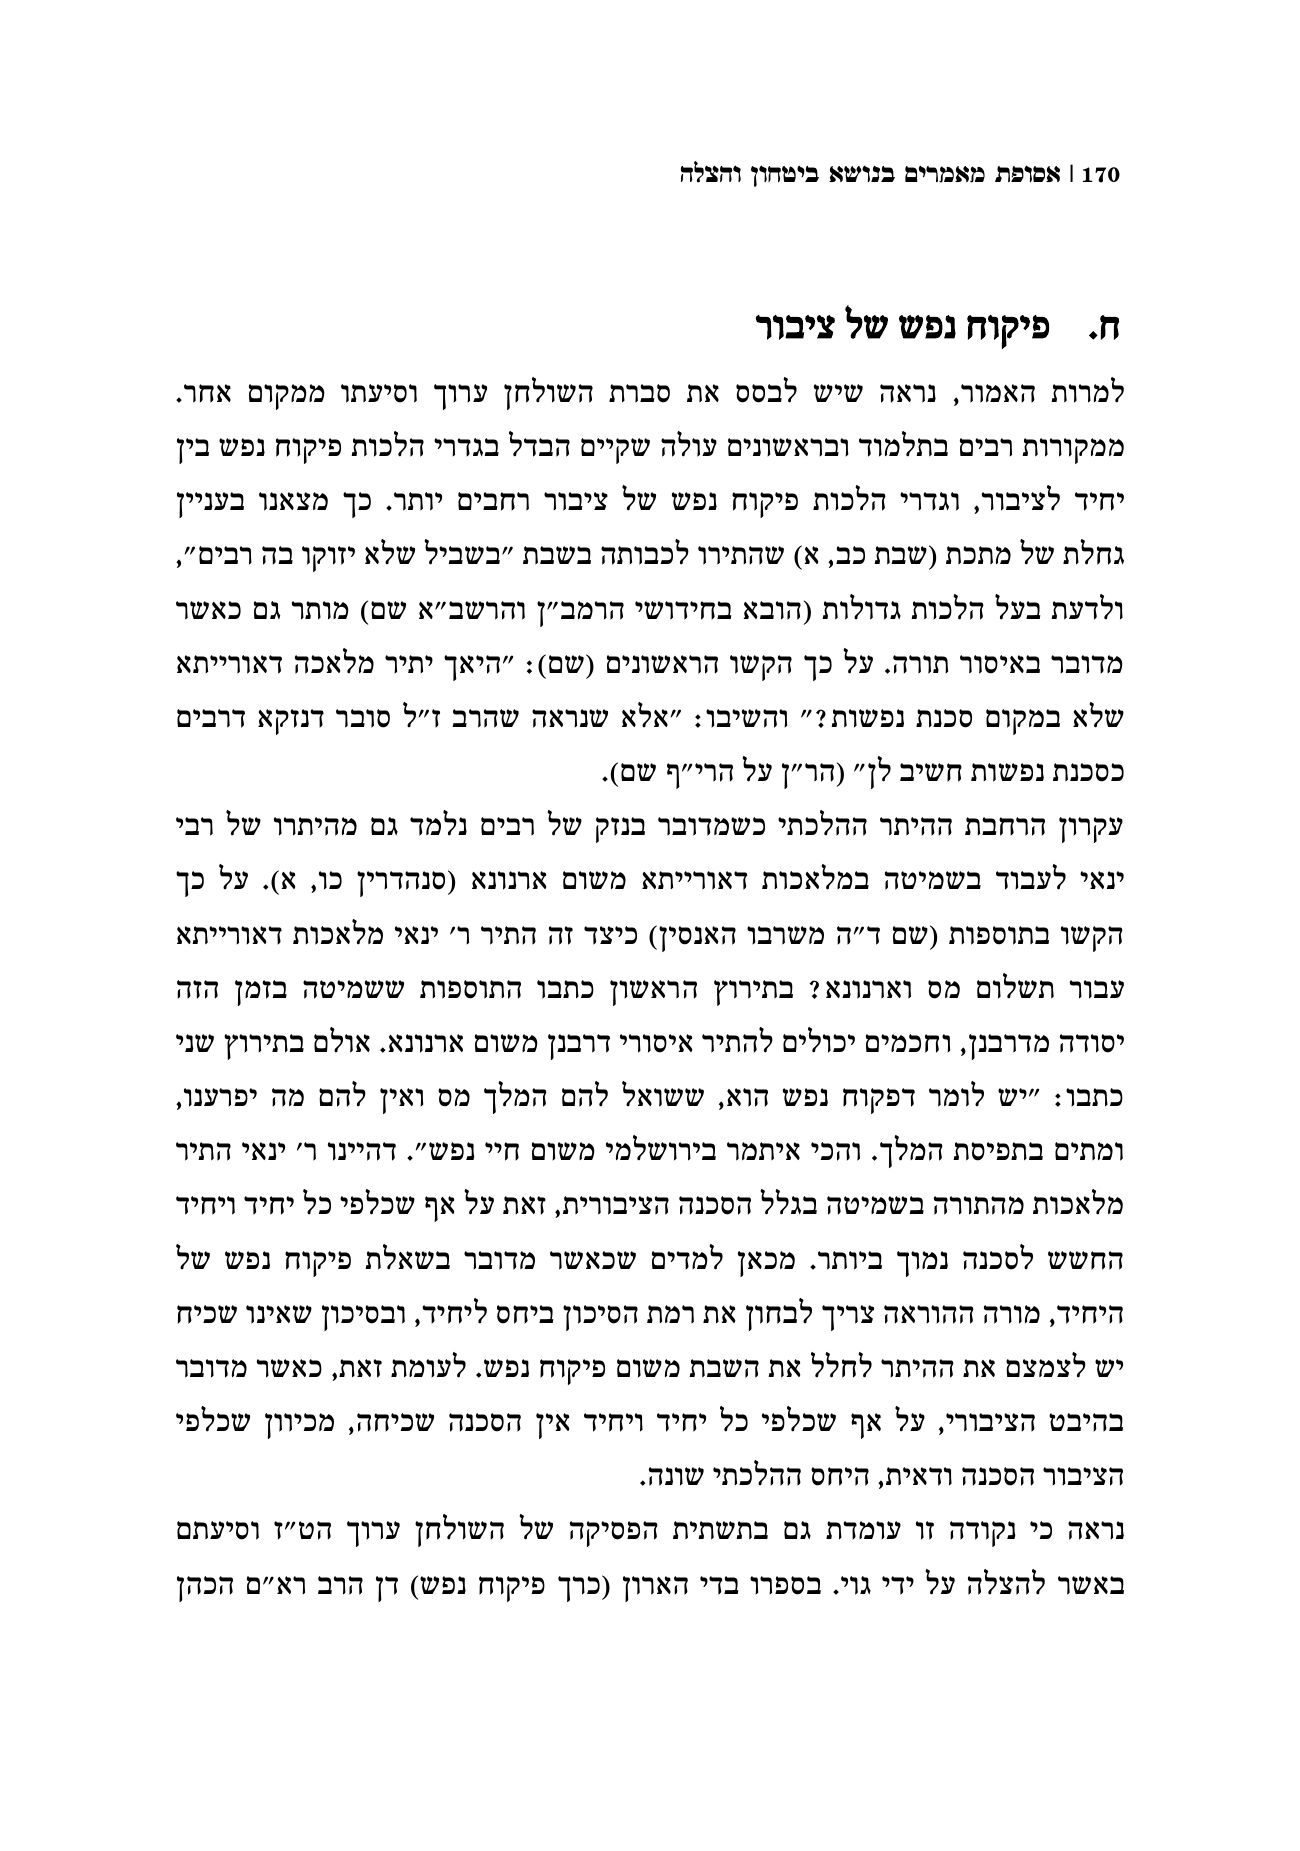 170 | אסופת מאמרים בנושא ביטחון והצלה
ח. פיקוח נפש של ציבור
למרות האמור, נראה שיש לבסס את סברת השולחן ערוך וסיעתו ממקום אחר.
ממקורות רבים בתלמוד ובראשונים עולה שקיים הבדל בגדרי הלכות פיקוח נפש בין
יחיד לציבור, וגדרי הלכות פיקוח נפש של ציבור רחבים יותר. כך מצאנו בעניין
גחלת של מתכת (שבת כב, א) שהתירו לכבותה בשבת ״בשביל שלא יזוקו בה רבים״,
ולדעת בעל הלכות גדולות (הובא בחידושי הרמב״ן והרשב״א שם) מותר גם כאשר
מדובר באיסור תורה. על כך הקשו הראשונים (שם): ״היאך יתיר מלאכה דאורייתא
שלא במקום סכנת נפשות?״ והשיבו: ״אלא שנראה שהרב ז״ל סובר דנזקא דרבים
כסכנת נפשות חשיב לן״ (הר״ן על הרי״ף שם).
עקרון הרחבת ההיתר ההלכתי כשמדובר בנזק של רבים נלמד גם מהיתרו של רבי
ינאי לעבוד בשמיטה במלאכות דאורייתא משום ארנונא (סנהדרין כו, א). על כך
הקשו בתוספות (שם ד״ה משרבו האנסין) כיצד זה התיר ר׳ ינאי מלאכות דאורייתא
עבור תשלום מס וארנונא? בתירוץ הראשון כתבו התוספות ששמיטה בזמן הזה
יסודה מדרבנן, וחכמים יכולים להתיר איסורי דרבנן משום ארנונא. אולם בתירוץ שני
כתבו: ״יש לומר דפקוח נפש הוא, ששואל להם המלך מס ואין להם מה יפרענו,
ומתים בתפיסת המלך. והכי איתמר בירושלמי משום חיי נפש״. דהיינו ר׳ ינאי התיר
מלאכות מהתורה בשמיטה בגלל הסכנה הציבורית, זאת על אף שכלפי כל יחיד ויחיד
החשש לסכנה נמוך ביותר. מכאן למדים שכאשר מדובר בשאלת פיקוח נפש של
היחיד, מורה ההוראה צריך לבחון את רמת הסיכון ביחס ליחיד, ובסיכון שאינו שכיח
יש לצמצם את ההיתר לחלל את השבת משום פיקוח נפש. לעומת זאת, כאשר מדובר
בהיבט הציבורי, על אף שכלפי כל יחיד ויחיד אין הסכנה שכיחה, מכיוון שכלפי
הציבור הסכנה ודאית, היחס ההלכתי שונה.
נראה כי נקודה זו עומדת גם בתשתית הפסיקה של השולחן ערוך הט״ז וסיעתם
באשר להצלה על ידי גוי. בספרו בדי הארון (כרך פיקוח נפש) דן הרב רא״ם הכהן